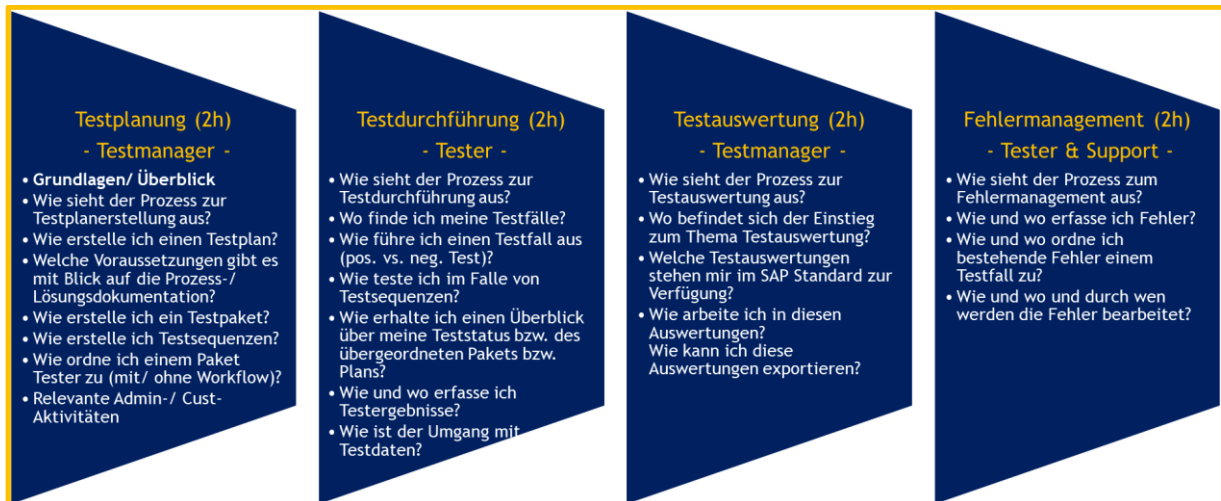 Testplanung (2h)
- Testmanager -
• Grundlagen/ Überblick
• Wie sieht der Prozess zur
Testplanerstellung aus?
• Wie erstelle ich einen Testplan?
• Welche Voraussetzungen gibt es
mit Blick auf die Prozess-/
Lösungsdokumentation?
• Wie erstelle ich ein Testpaket?
• Wie erstelle ich Testsequenzen?
• Wie ordne ich einem Paket
Tester zu (mit/ ohne Workflow)?
• Relevante Admin-/ Cust-
Aktivitäten
Testdurchführung (2h)
- Tester -
• Wie sieht der Prozess zur
Testdurchführung aus?
• Wo finde ich meine Testfälle?
• Wie führe ich einen Testfall aus
(pos. vs. neg. Test)?
• Wie teste ich im Falle von
Testsequenzen?
• Wie erhalte ich einen Überblick
über meine Teststatus bzw. des
übergeordneten Pakets bzw.
Plans?
• Wie und wo erfasse ich
Testergebnisse?
• Wie ist der Umgang mit
Testdaten?
Testauswertung (2h)
- Testmanager -
• Wie sieht der Prozess zur
Testauswertung aus?
• Wo befindet sich der Einstieg
zum Thema Testauswertung?
• Welche Testauswertungen
stehen mir im SAP Standard zur
Verfügung?
• Wie arbeite ich in diesen
Auswertungen?
Wie kann ich diese
Auswertungen exportieren?
Fehlermanagement (2h)
- Tester & Support -
• Wie sieht der Prozess zum
Fehlermanagement aus?
• Wie und wo erfasse ich Fehler?
• Wie und wo ordne ich
bestehende Fehler einem
Testfall zu?
• Wie und wo und durch wen
werden die Fehler bearbeitet?